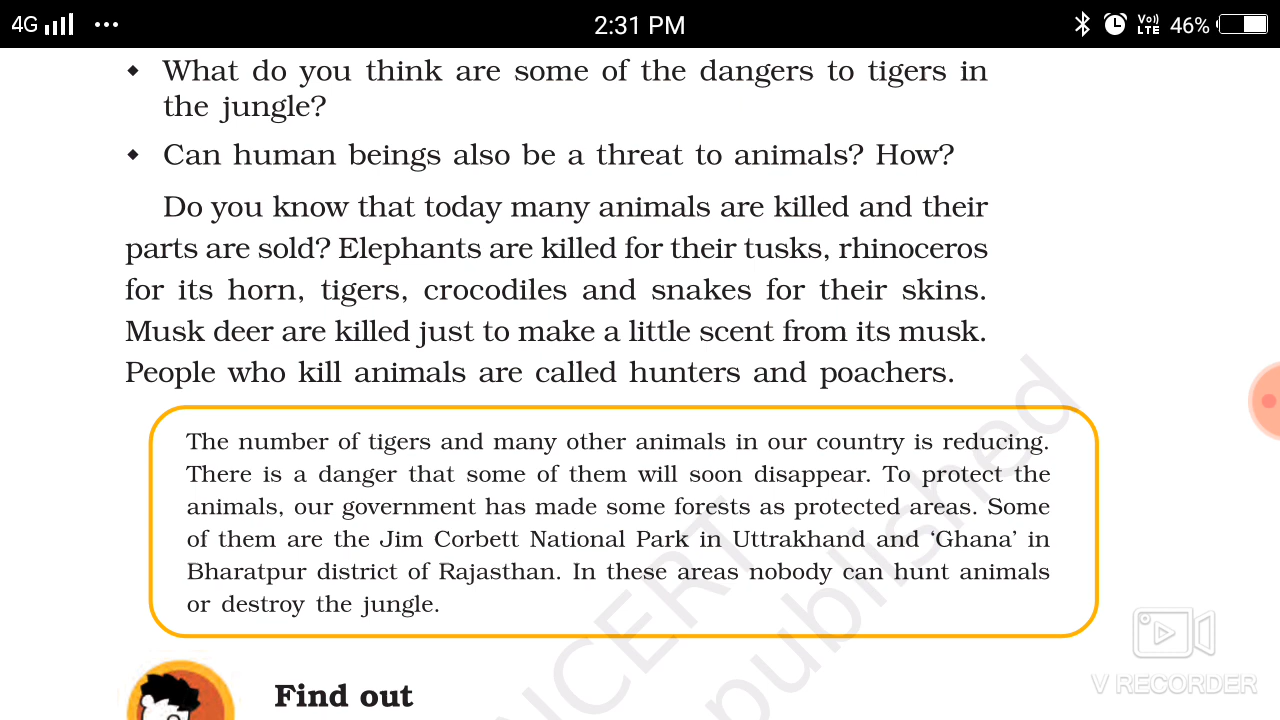 4G 2:31 PM Vo)) LTE 46%
What do you think are some of the dangers to tigers in
the jungle?
Can human beings also be a threat to animals? How?
Do you know that today many animals are killed and their
parts are sold? Elephants are killed for their tusks, rhinoceros
for its horn, tigers, crocodiles and snakes for their skins.
Musk deer are killed just to make a little scent from its musk.
People who kill animals are called hunters and poachers.
The number of tigers and many other animals in our country is reducing.
There is a danger that some of them will soon disappear. To protect the
animals, our government has made some forests as protected areas. Some
of them are the Jim Corbett National Park in Uttrakhand and ‘Ghana’ in
Bharatpur district of Rajasthan. In these areas nobody can hunt animals
or destroy the jungle.
NCERT
published
V RECORDER
Find out